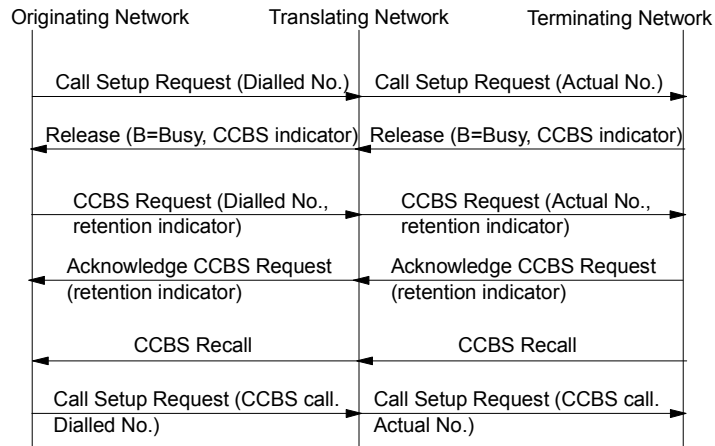 Originating Network Translating Network Terminating Network
Call Setup Request (Dialled No.) Call Setup Request (Actual No.)
Release (B=Busy, CCBS indicator) Release (B=Busy, CCBS indicator)
CCBS Request (Dialled No., CCBS Request (Actual No.,
retention indicator) retention indicator)
Acknowledge CCBS Request Acknowledge CCBS Request
(retention indicator) (retention indicator)
CCBS Recall CCBS Recall
Call Setup Request (CCBS call. Call Setup Request (CCBS call.
Dialled No.) Actual No.)